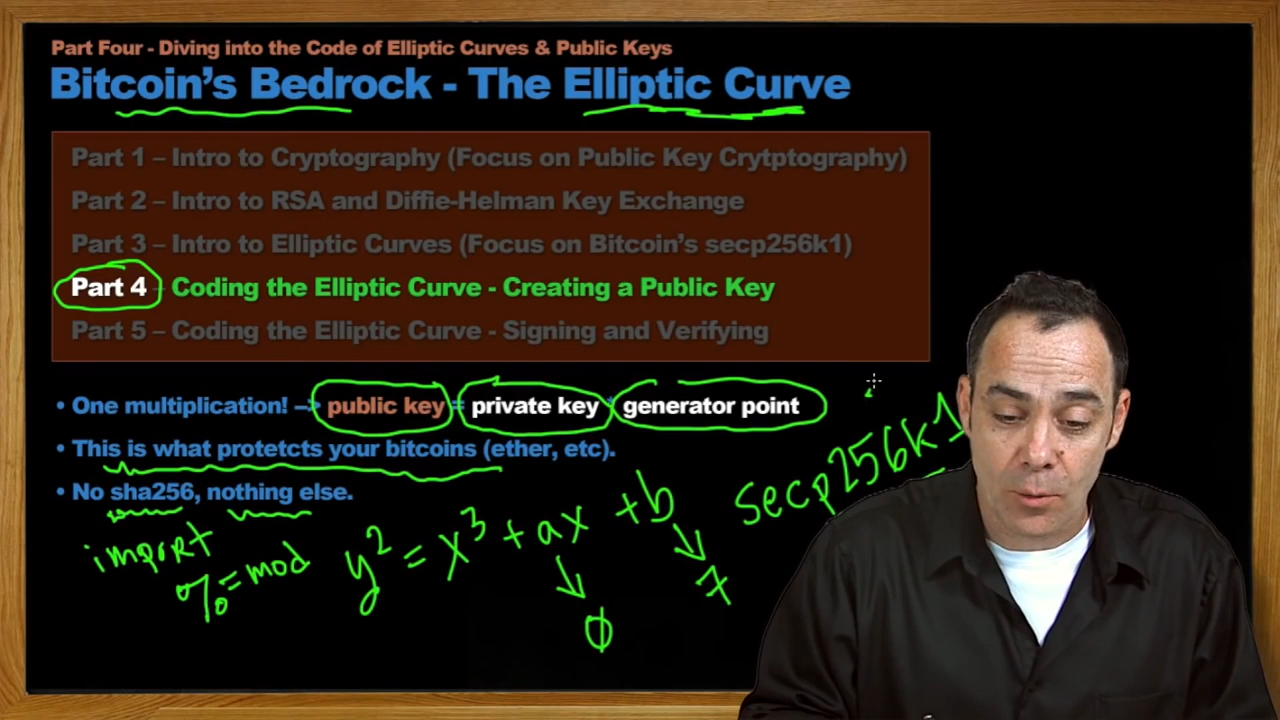 Part Four - Diving into the Code of Elliptic Curves & Public Keys
Bitcoin's Bedrock - The Elliptic Curve
Part 1 – Intro to Cryptography (Focus on Public Key Crytptography)
Part 2 – Intro to RSA and Diffie-Helman Key Exchange
Part 3 – Intro to Elliptic Curves (Focus on Bitcoin's secp256k1)
Part 4 – Coding the Elliptic Curve - Creating a Public Key
Part 5 – Coding the Elliptic Curve - Signing and Verifying
• One multiplication! --> public key = private key * generator point
• This is what protetcts your bitcoins (ether, etc).
• No sha256, nothing else.
secp256k1
import
% = mod
y² = x³ + ax + b
0
7